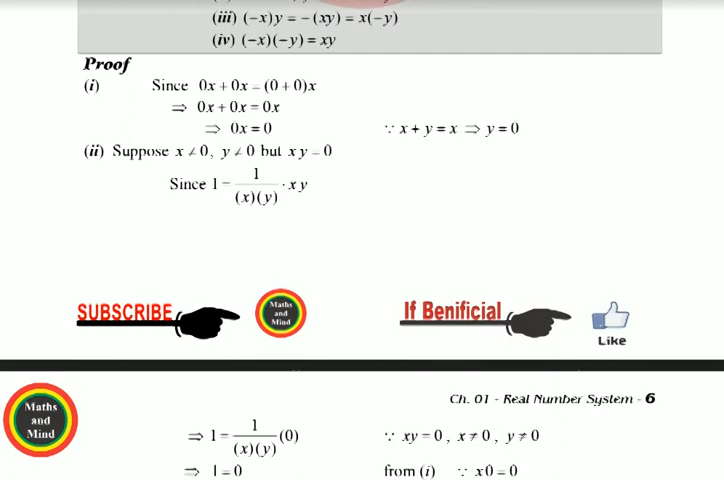 (iii) (−x)y = −(xy) = x(−y)
(iv) (−x)(−y) = xy
Proof
(i) Since 0x + 0x = (0 + 0)x
⇒ 0x + 0x = 0x
⇒ 0x = 0 ∵ x + y = x ⇒ y = 0
(ii) Suppose x ≠ 0, y ≠ 0 but xy = 0
Since 1 = 1/((x)(y)) · xy
SUBSCRIBE
Maths
and
Mind
If Benificial
Like
Maths
and
Mind
Ch. 01 - Real Number System - 6
⇒ 1 = 1/((x)(y)) (0) ∵ xy = 0, x ≠ 0, y ≠ 0
⇒ 1 = 0 from (i) ∵ x0 = 0